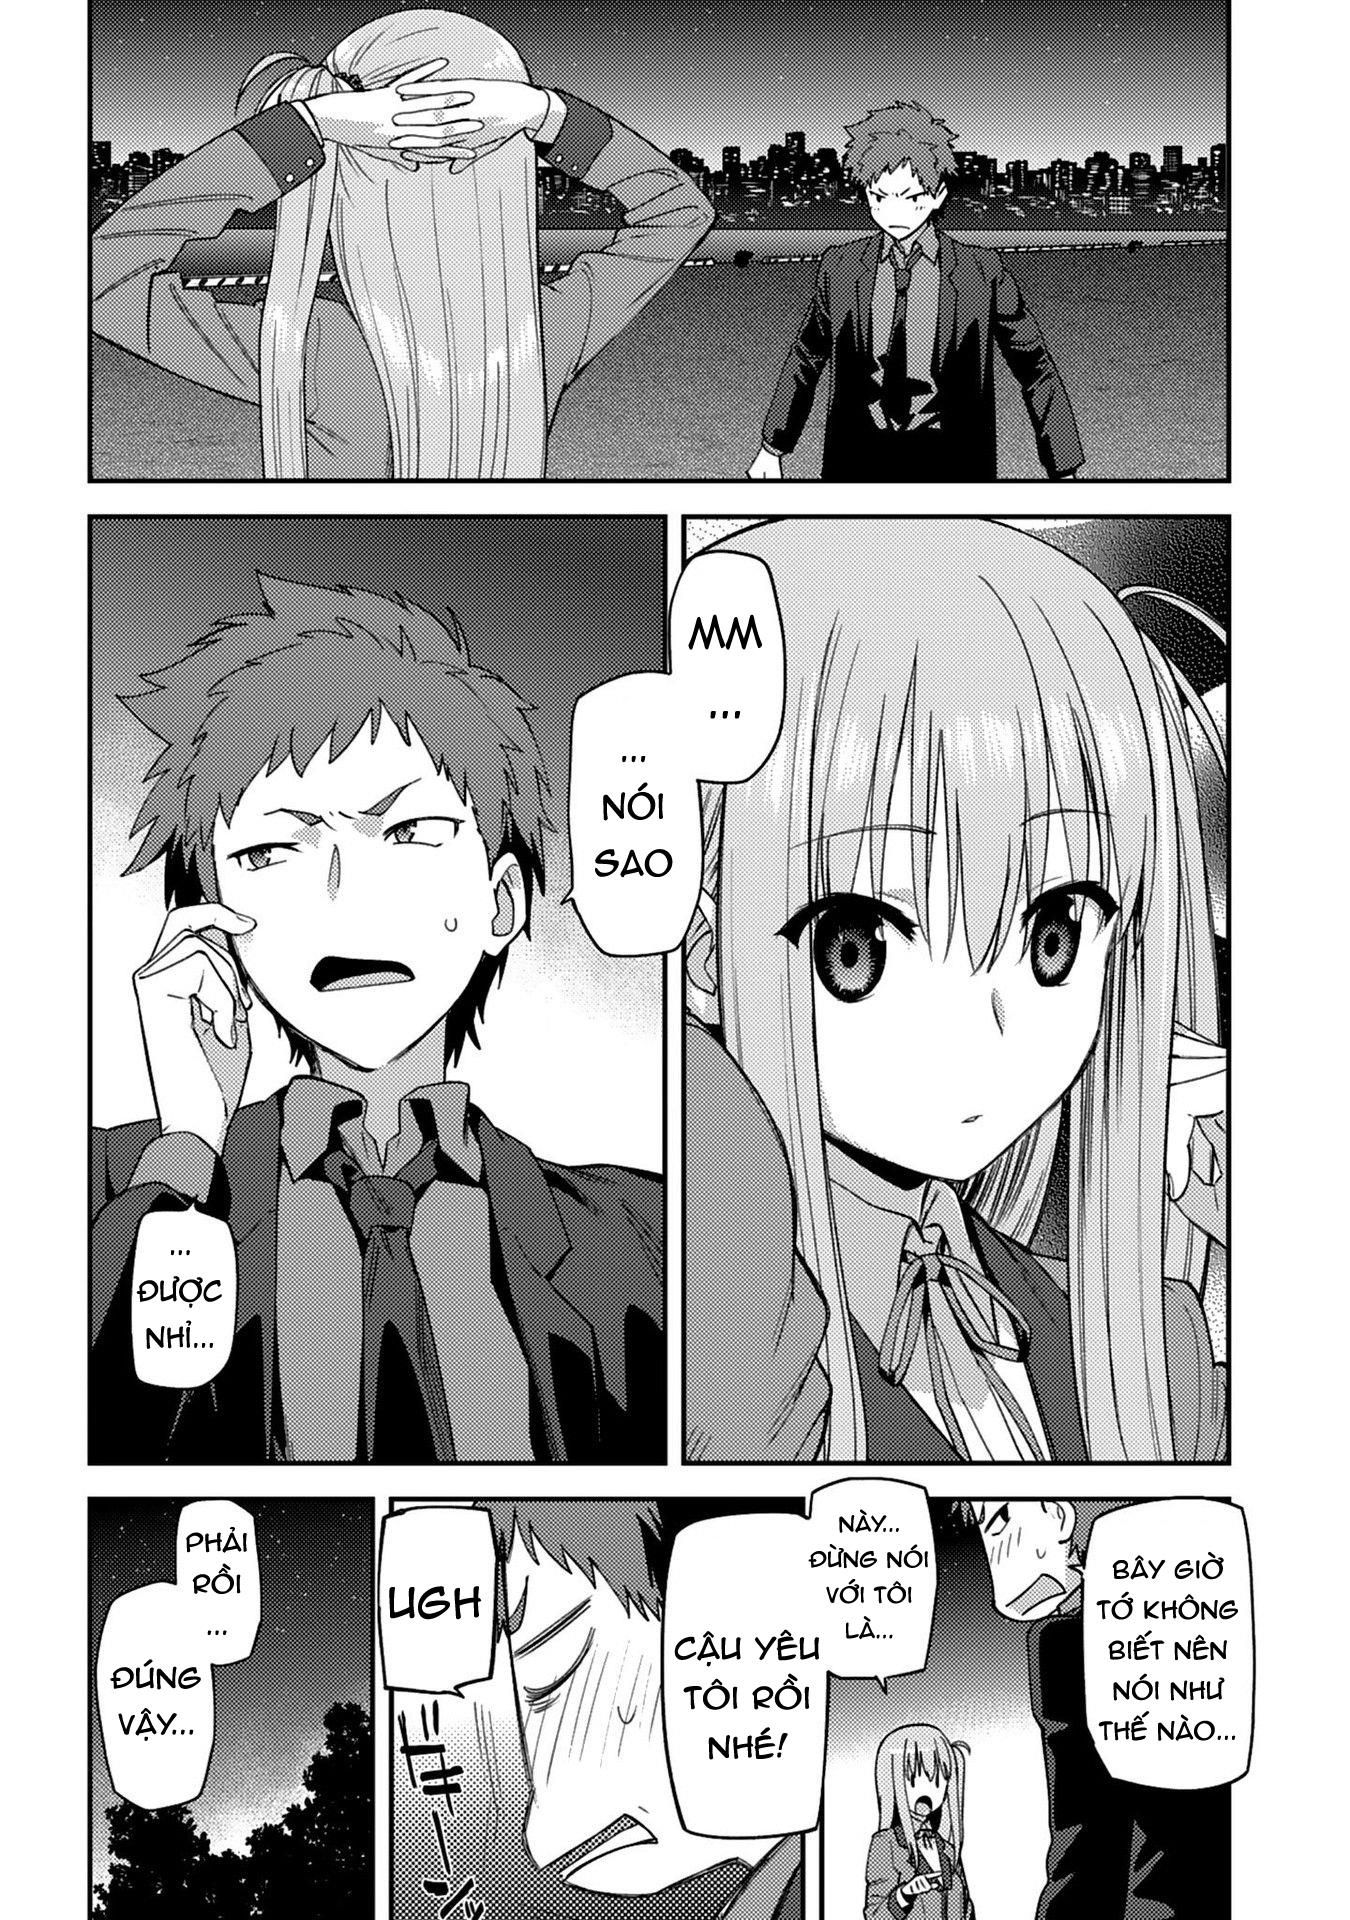 MM
...
...
NÓI
SAO
...
ĐƯỢC
NHỈ...
BÂY GIỜ
TỚ KHÔNG
BIẾT NÊN
NÓI NHƯ
THẾ NÀO...
NÀY...
ĐỪNG NÓI
VỚI TÔI
LÀ...
CẬU YÊU
TÔI RỒI
NHÉ!
UGH
PHẢI
RỒI
...
ĐÚNG
VẬY...